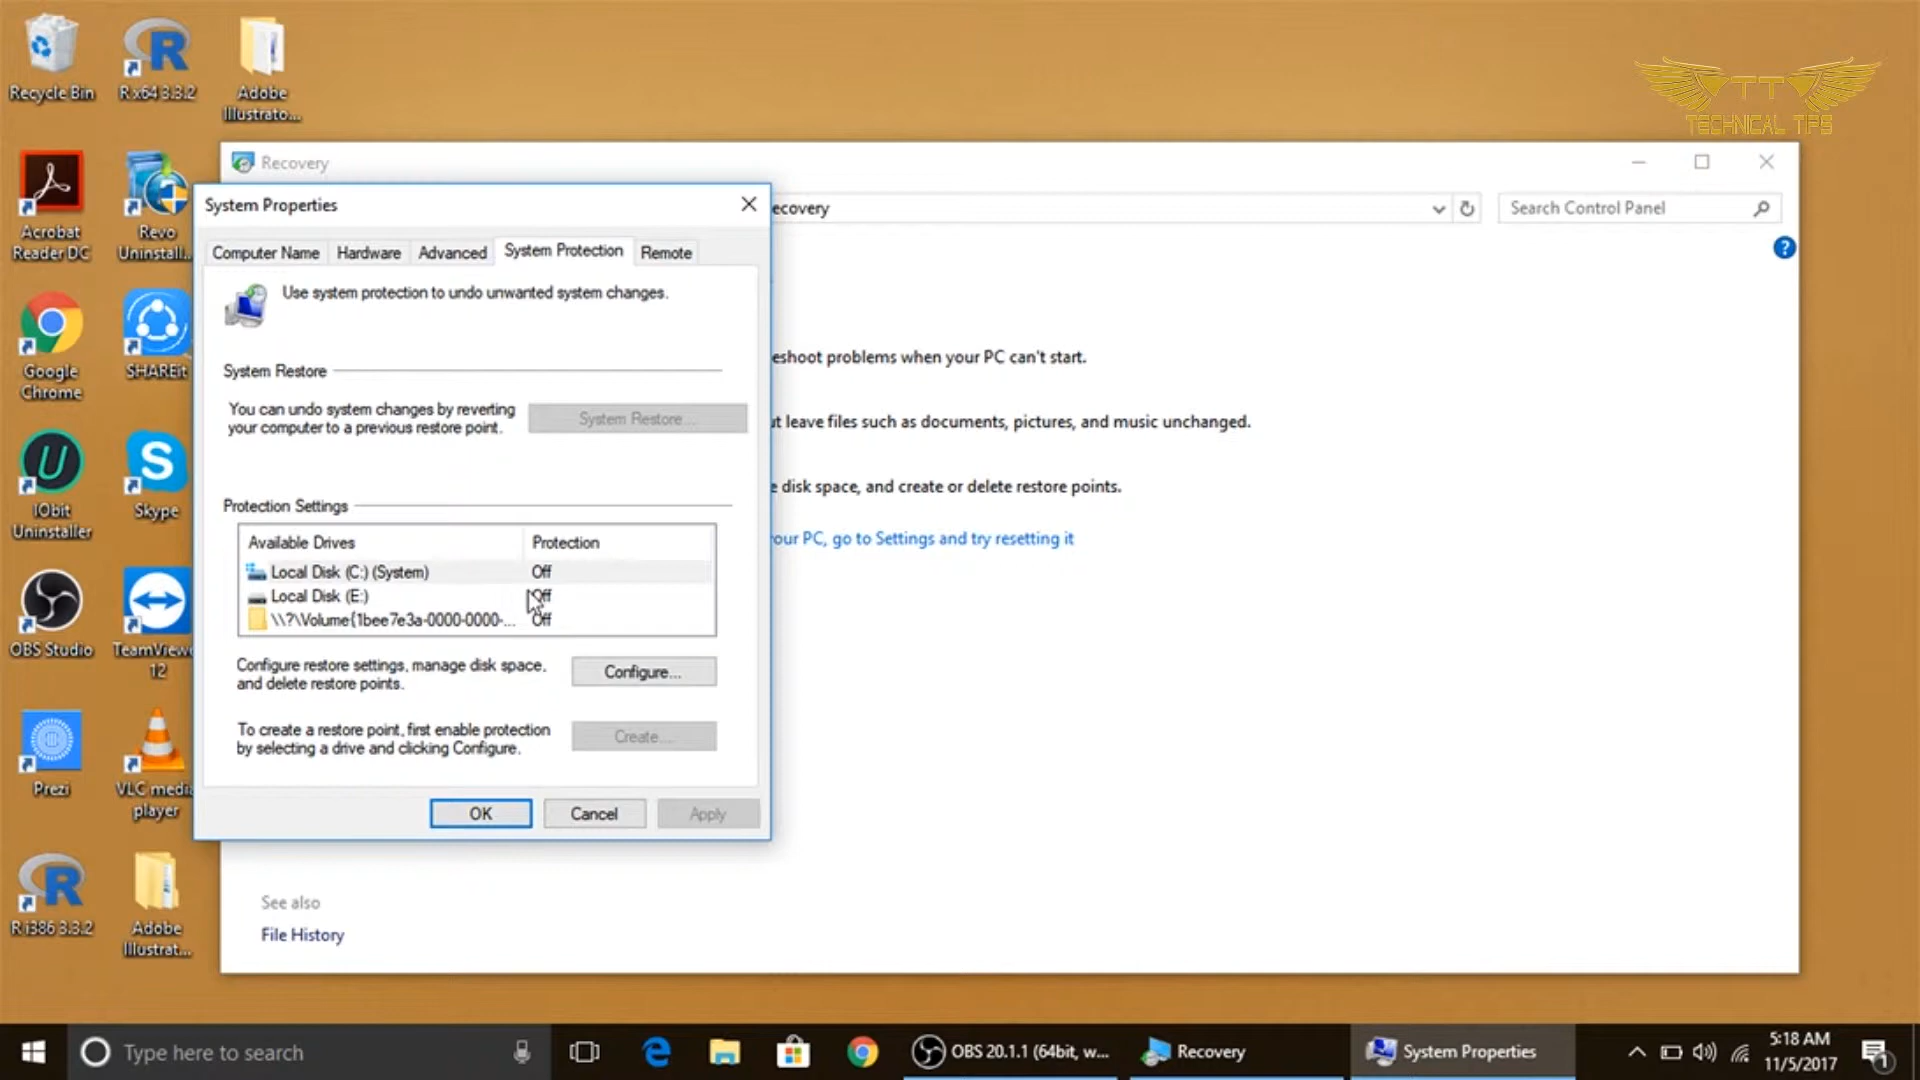 Recycle Bin
R x64 3.3.2
Adobe
Illustrato...
TT
TECHNICAL TIPS
Acrobat
Reader DC
Revo
Uninstall...
Google
Chrome
SHAREit
IObit
Uninstaller
Skype
OBS Studio
TeamViewe
12
Prezi
VLC media
player
R i386 3.3.2
Adobe
Illustrat...
Recovery
ecovery
Search Control Panel
?
System Properties
Computer Name
Hardware
Advanced
System Protection
Remote
Use system protection to undo unwanted system changes.
System Restore
You can undo system changes by reverting
your computer to a previous restore point.
System Restore...
Protection Settings
Available Drives Protection
Local Disk (C:) (System) Off
Local Disk (E:) Off
\\?\Volume{1bee7e3a-0000-0000-... Off
Configure restore settings, manage disk space,
and delete restore points.
Configure...
To create a restore point, first enable protection
by selecting a drive and clicking Configure.
Create...
OK
Cancel
Apply
eshoot problems when your PC can't start.
ut leave files such as documents, pictures, and music unchanged.
e disk space, and create or delete restore points.
your PC, go to Settings and try resetting it
See also
File History
Type here to search
OBS 20.1.1 (64bit, w...
Recovery
System Properties
5:18 AM
11/5/2017
1